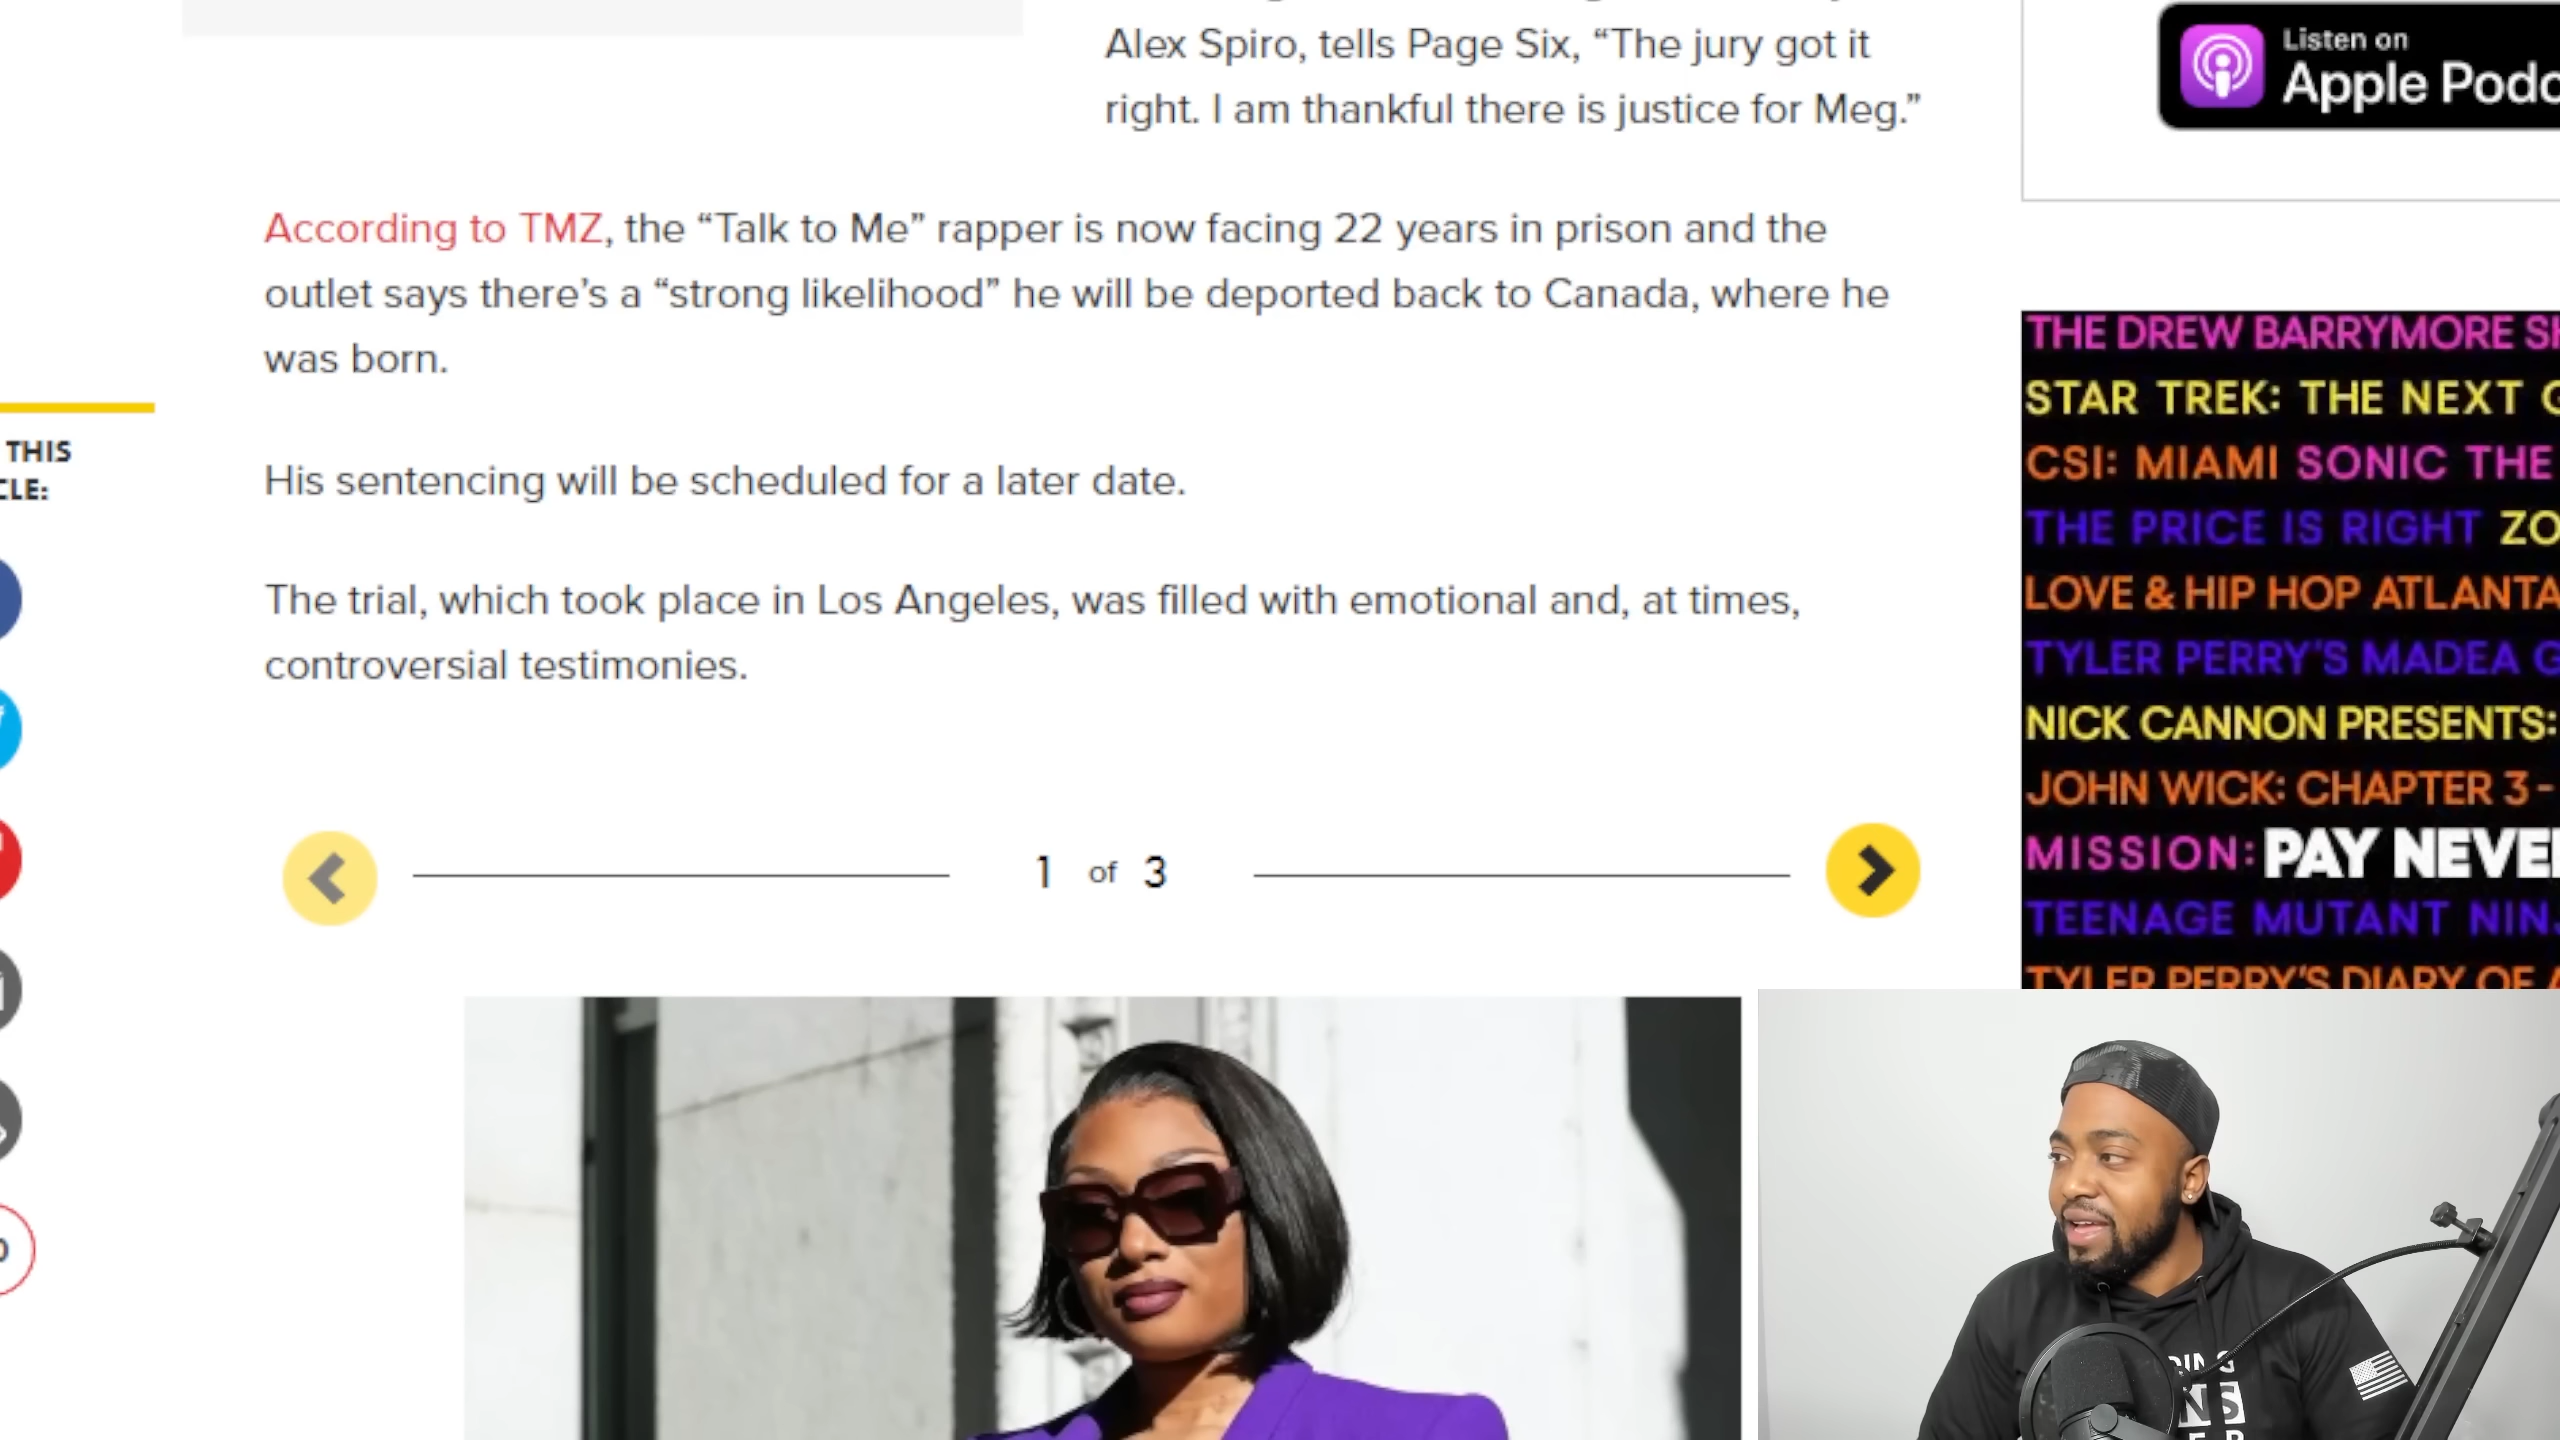 Alex Spiro, tells Page Six, “The jury got it
right. I am thankful there is justice for Meg.”
According to TMZ, the “Talk to Me” rapper is now facing 22 years in prison and the
outlet says there’s a “strong likelihood” he will be deported back to Canada, where he
was born.
His sentencing will be scheduled for a later date.
The trial, which took place in Los Angeles, was filled with emotional and, at times,
controversial testimonies.
1 of 3
THIS
CLE:
Listen on
Apple Podc
THE DREW BARRYMORE SH
STAR TREK: THE NEXT G
CSI: MIAMI SONIC THE
THE PRICE IS RIGHT ZO
LOVE & HIP HOP ATLANTA
TYLER PERRY’S MADEA G
NICK CANNON PRESENTS:
JOHN WICK: CHAPTER 3 -
MISSION: PAY NEVE
TEENAGE MUTANT NINJ
TYLER PERRY’S DIARY OF A